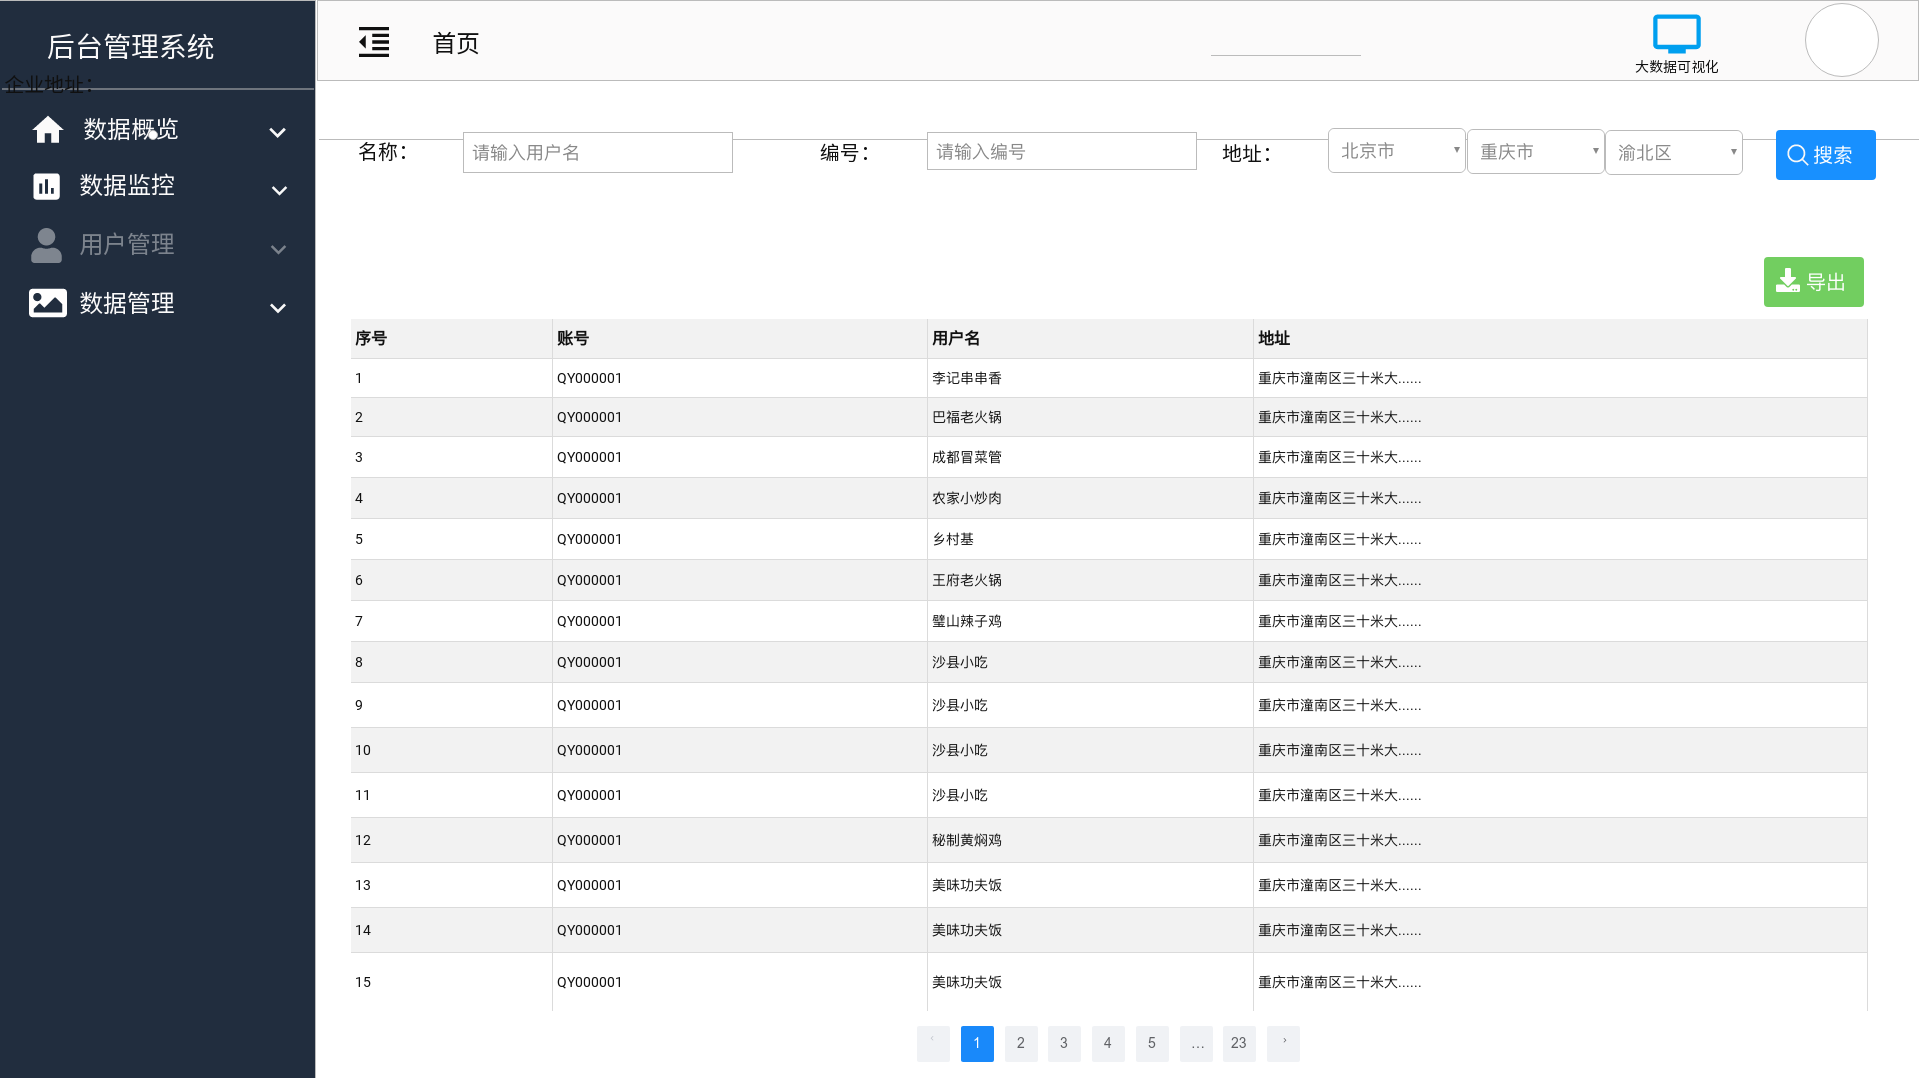 后台管理系统
企业地址：
数据概览
数据监控
用户管理
数据管理
首页
大数据可视化
名称： 请输入用户名 编号： 请输入编号 地址： 北京市 重庆市 渝北区 搜索
导出
序号 账号 用户名 地址
1 QY000001 李记串串香 重庆市潼南区三十米大......
2 QY000001 巴福老火锅 重庆市潼南区三十米大......
3 QY000001 成都冒菜管 重庆市潼南区三十米大......
4 QY000001 农家小炒肉 重庆市潼南区三十米大......
5 QY000001 乡村基 重庆市潼南区三十米大......
6 QY000001 王府老火锅 重庆市潼南区三十米大......
7 QY000001 璧山辣子鸡 重庆市潼南区三十米大......
8 QY000001 沙县小吃 重庆市潼南区三十米大......
9 QY000001 沙县小吃 重庆市潼南区三十米大......
10 QY000001 沙县小吃 重庆市潼南区三十米大......
11 QY000001 沙县小吃 重庆市潼南区三十米大......
12 QY000001 秘制黄焖鸡 重庆市潼南区三十米大......
13 QY000001 美味功夫饭 重庆市潼南区三十米大......
14 QY000001 美味功夫饭 重庆市潼南区三十米大......
15 QY000001 美味功夫饭 重庆市潼南区三十米大......
1 2 3 4 5 … 23 ›